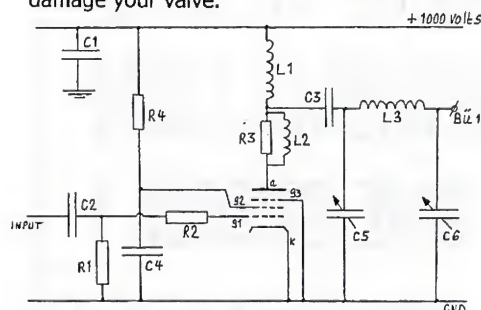 damage your valve.
+ 1000 volts
C1
L1
C3
R4
L3
BÜ 1
R3
L2
a
g3
C2
g2
INPUT
R2
g1
C5
C6
k
R1
C4
GND